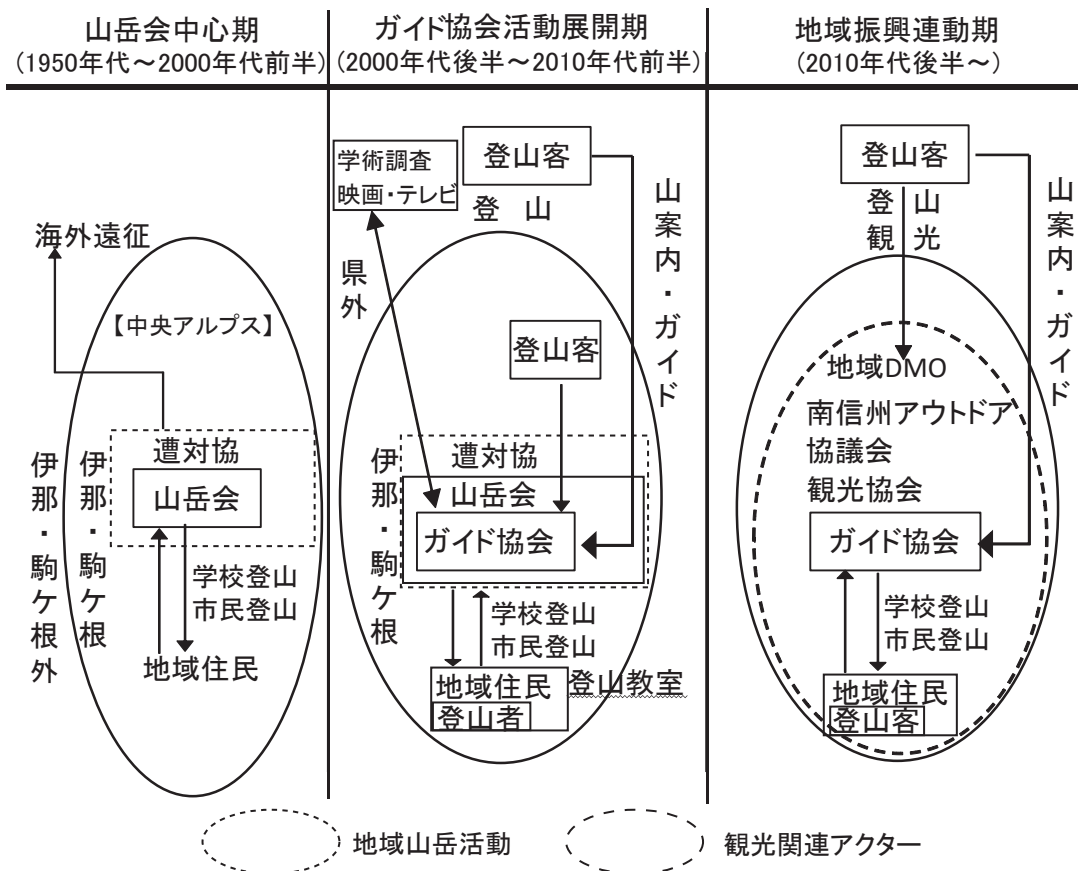 山岳会中心期
(1950年代～2000年代前半)
ガイド協会活動展開期
(2000年代後半～2010年代前半)
地域振興連動期
(2010年代後半～)
海外遠征
【中央アルプス】
伊那・駒ケ根外
伊那・駒ケ根
遭対協
山岳会
学校登山
市民登山
地域住民
学術調査
映画・テレビ
登山客
登 山
県外
山案内・ガイド
登山客
伊那・駒ケ根
遭対協
山岳会
ガイド協会
学校登山
市民登山
地域住民
登山教室
登山者
登山客
登 山
観 光
山案内・ガイド
地域DMO
南信州アウトドア
協議会
観光協会
ガイド協会
学校登山
市民登山
地域住民
登山客
地域山岳活動
観光関連アクター